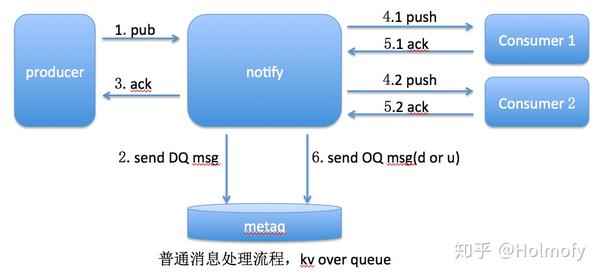 1. pub
4.1 push
5.1 ack
Consumer 1
producer
notify
3. ack
4.2 push
5.2 ack
Consumer 2
2. send DQ msg
6. send OQ msg(d or u)
metaq
普通消息处理流程，kv over queue
知乎 @Holmofy